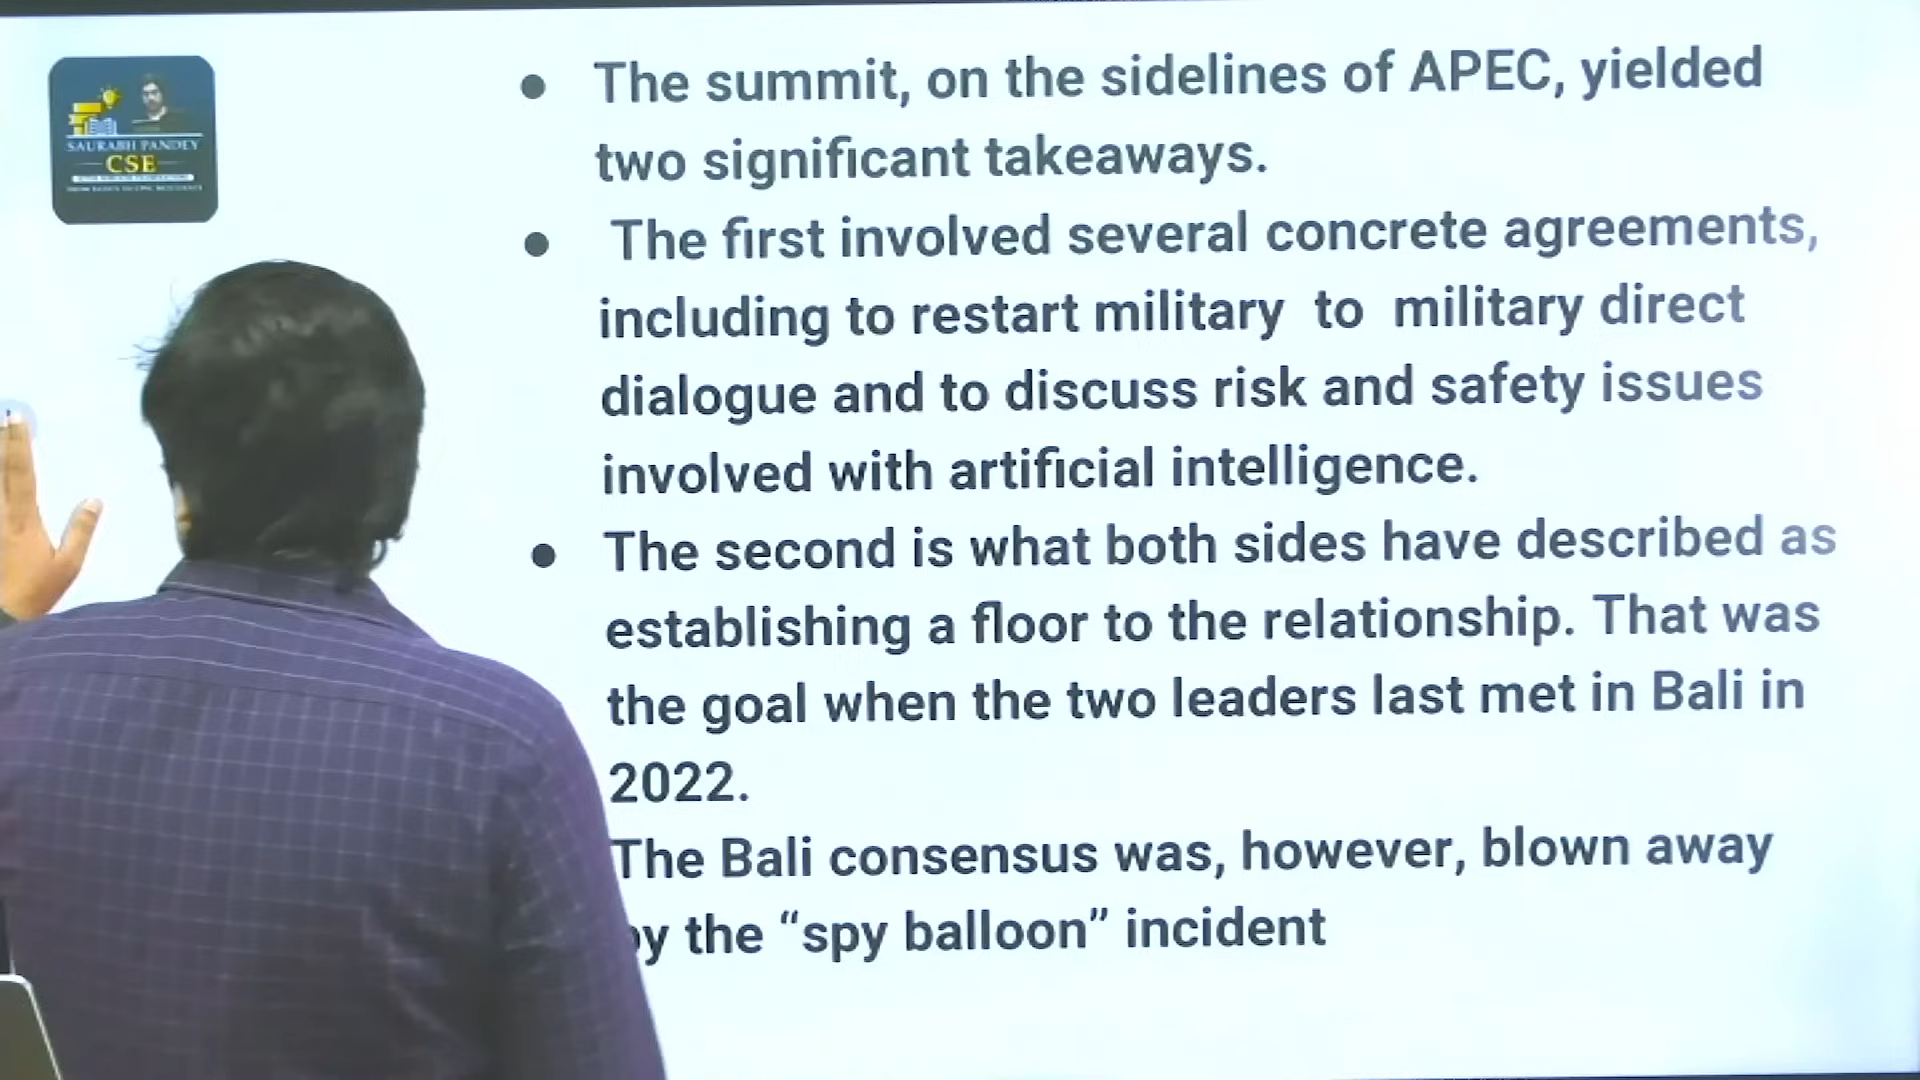 SAURABH PANDEY
CSE
The summit, on the sidelines of APEC, yielded
two significant takeaways.
The first involved several concrete agreements,
including to restart military to military direct
dialogue and to discuss risk and safety issues
involved with artificial intelligence.
The second is what both sides have described as
establishing a floor to the relationship. That was
the goal when the two leaders last met in Bali in
2022.
The Bali consensus was, however, blown away
by the “spy balloon” incident